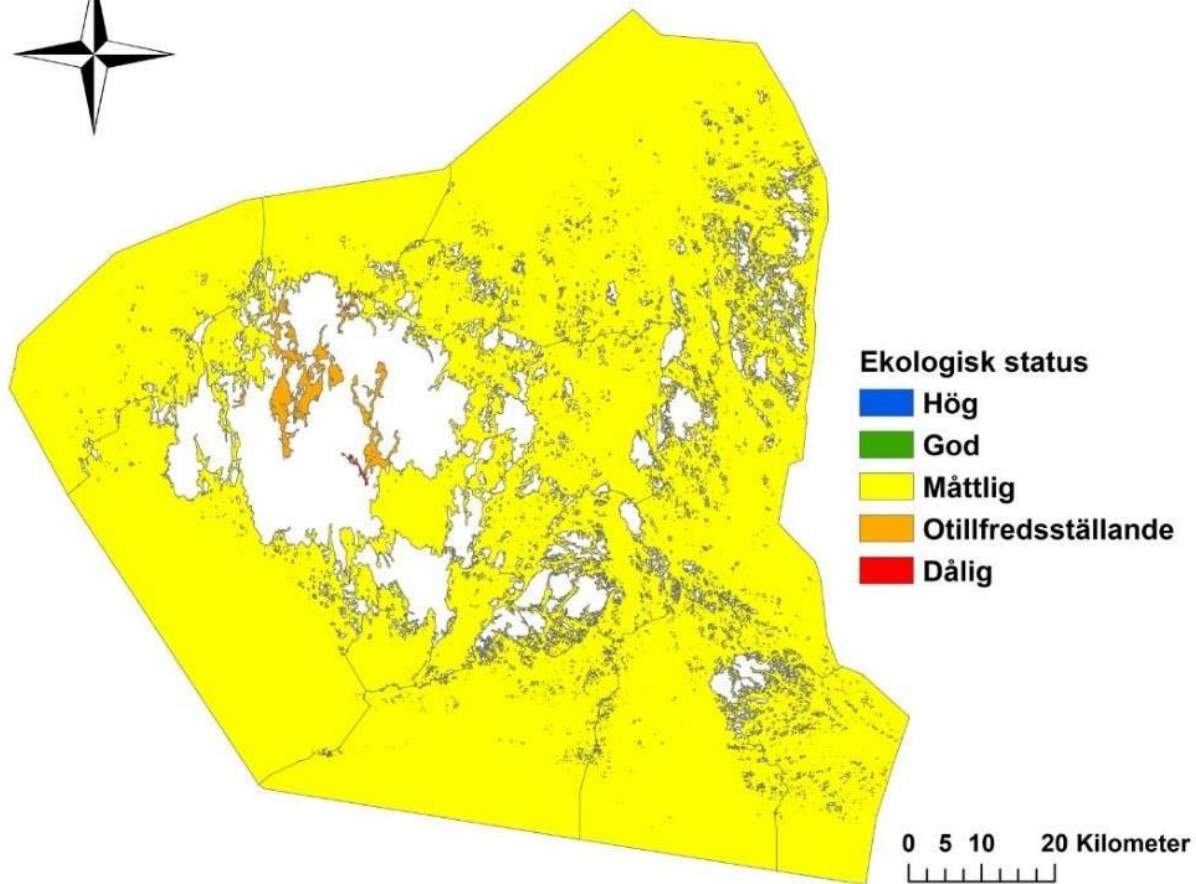 Ekologisk status
Hög
God
Måttlig
Otillfredsställande
Dålig
0 5 10 20 Kilometer